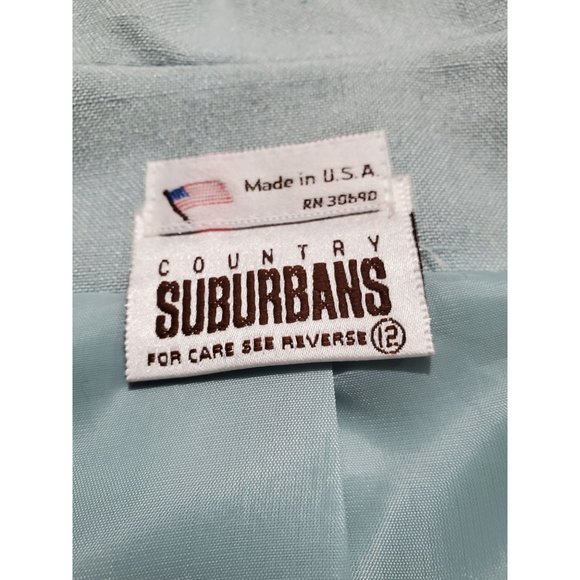 Made in U.S.A.
RN 30690
COUNTRY
SUBURBANS
FOR CARE SEE REVERSE 12